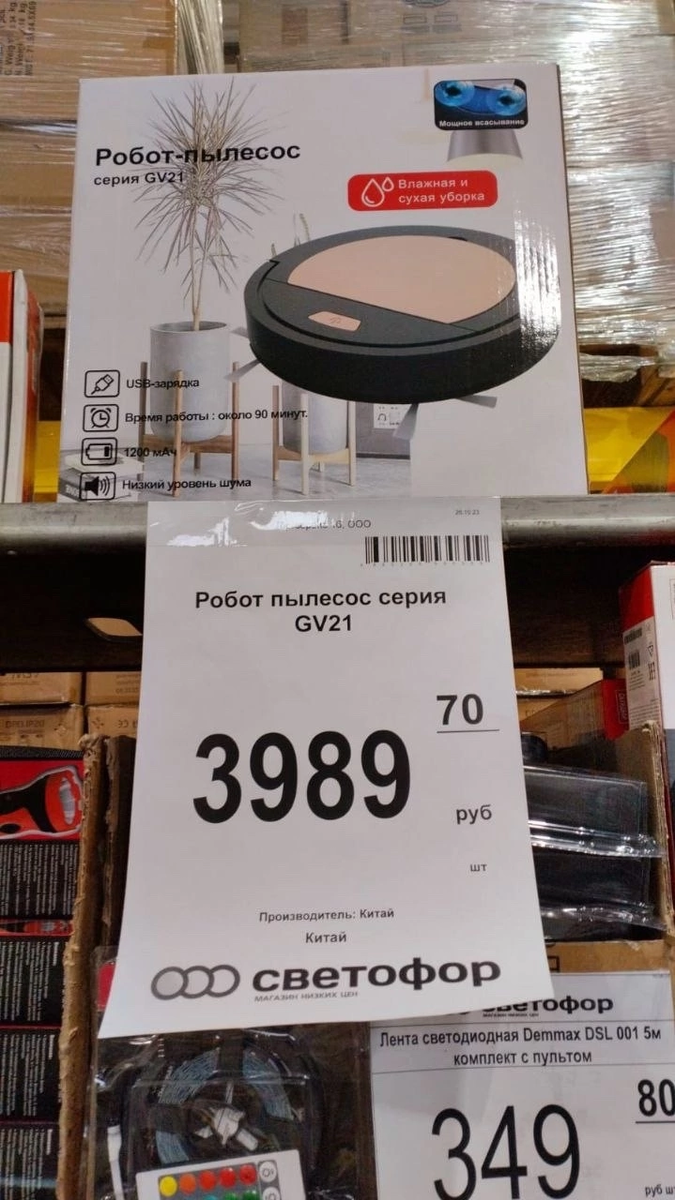 Мощное всасывание
Робот-пылесос
серия GV21
Влажная и
сухая уборка
USB-зарядка
Время работы : около 90 минут.
1200 мАч
Низкий уровень шума
ООО
Робот пылесос серия
GV21
3989
70
руб
шт
Производитель: Китай
Китай
светофор
МАГАЗИН НИЗКИХ ЦЕН
светофор
Лента светодиодная Demmax DSL 001 5м
комплект с пультом
349
80
руб